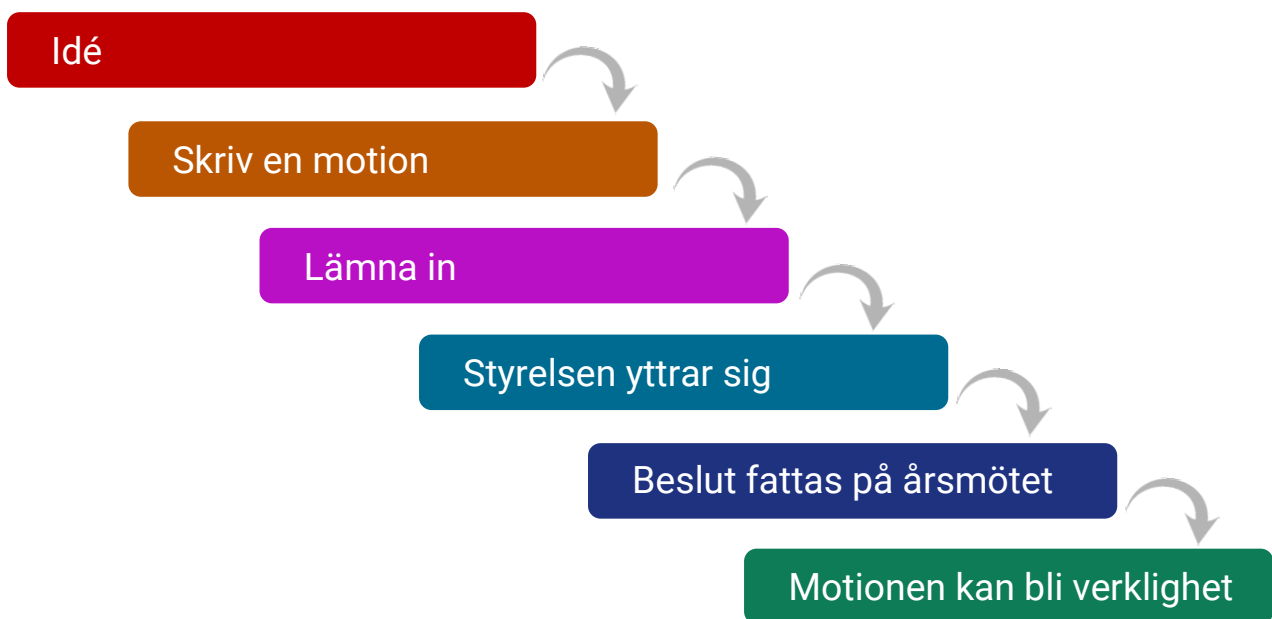 Idé
Skriv en motion
Lämna in
Styrelsen yttrar sig
Beslut fattas på årsmötet
Motionen kan bli verklighet